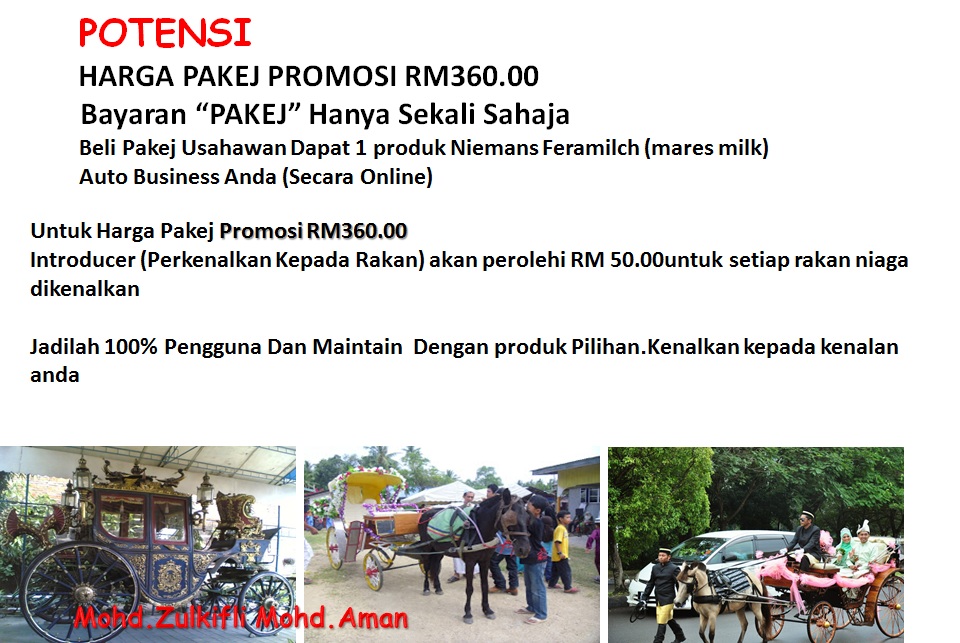 POTENSI
HARGA PAKEJ PROMOSI RM360.00
Bayaran “PAKEJ” Hanya Sekali Sahaja
Beli Pakej Usahawan Dapat 1 produk Niemans Feramilch (mares milk)
Auto Business Anda (Secara Online)
Untuk Harga Pakej Promosi RM360.00
Introducer (Perkenalkan Kepada Rakan) akan perolehi RM 50.00untuk setiap rakan niaga
dikenalkan
Jadilah 100% Pengguna Dan Maintain  Dengan produk Pilihan.Kenalkan kepada kenalan
anda
Mohd.Zulkifli Mohd.Aman